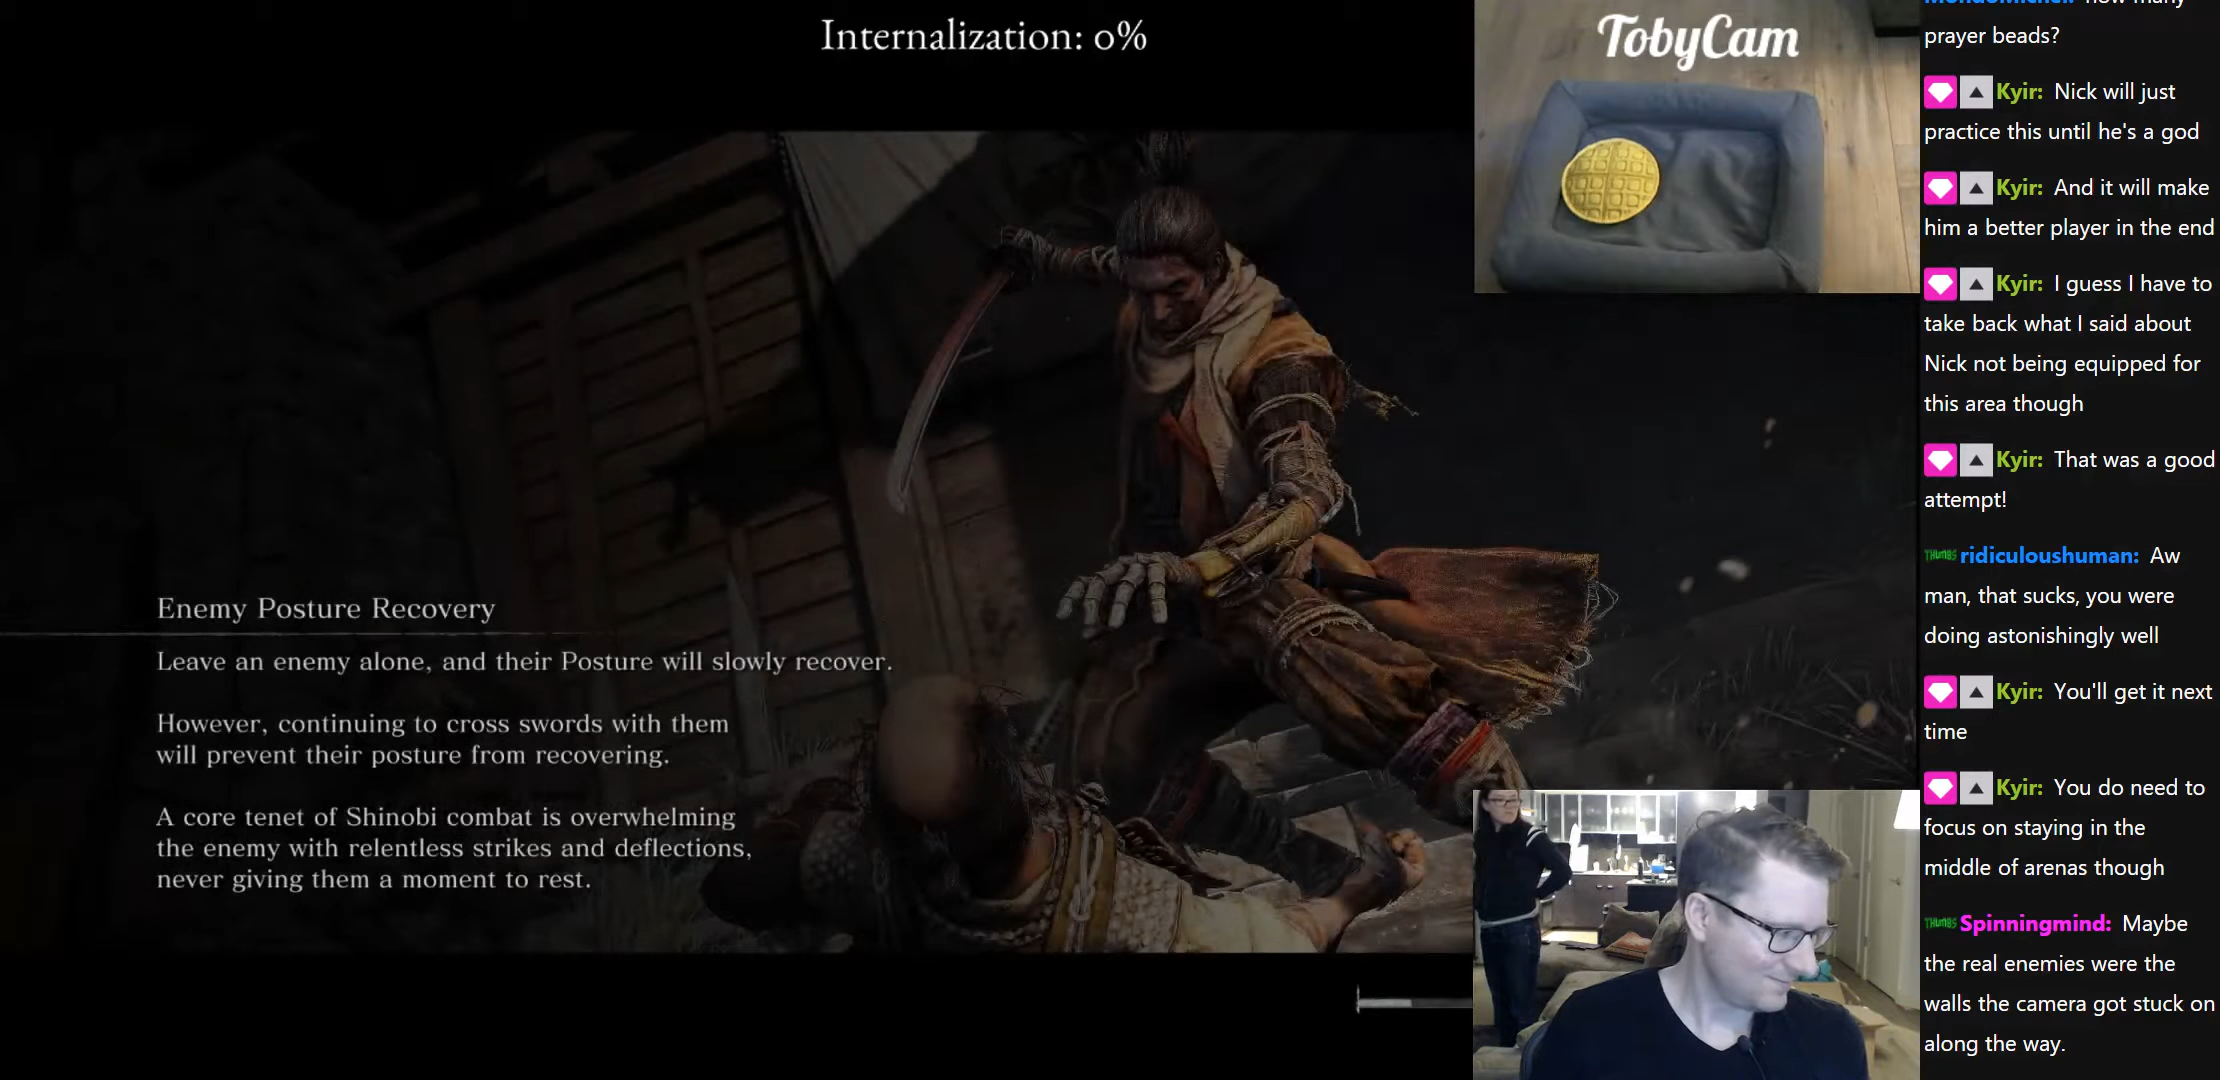 Internalization: 0%
TobyCam
Enemy Posture Recovery
Leave an enemy alone, and their Posture will slowly recover.
However, continuing to cross swords with them
will prevent their posture from recovering.
A core tenet of Shinobi combat is overwhelming
the enemy with relentless strikes and deflections,
never giving them a moment to rest.
prayer beads?
Kyir: Nick will just
practice this until he's a god
Kyir: And it will make
him a better player in the end
Kyir: I guess I have to
take back what I said about
Nick not being equipped for
this area though
Kyir: That was a good
attempt!
THUMBS ridiculoushuman: Aw
man, that sucks, you were
doing astonishingly well
Kyir: You'll get it next
time
Kyir: You do need to
focus on staying in the
middle of arenas though
THUMBS Spinningmind: Maybe
the real enemies were the
walls the camera got stuck on
along the way.